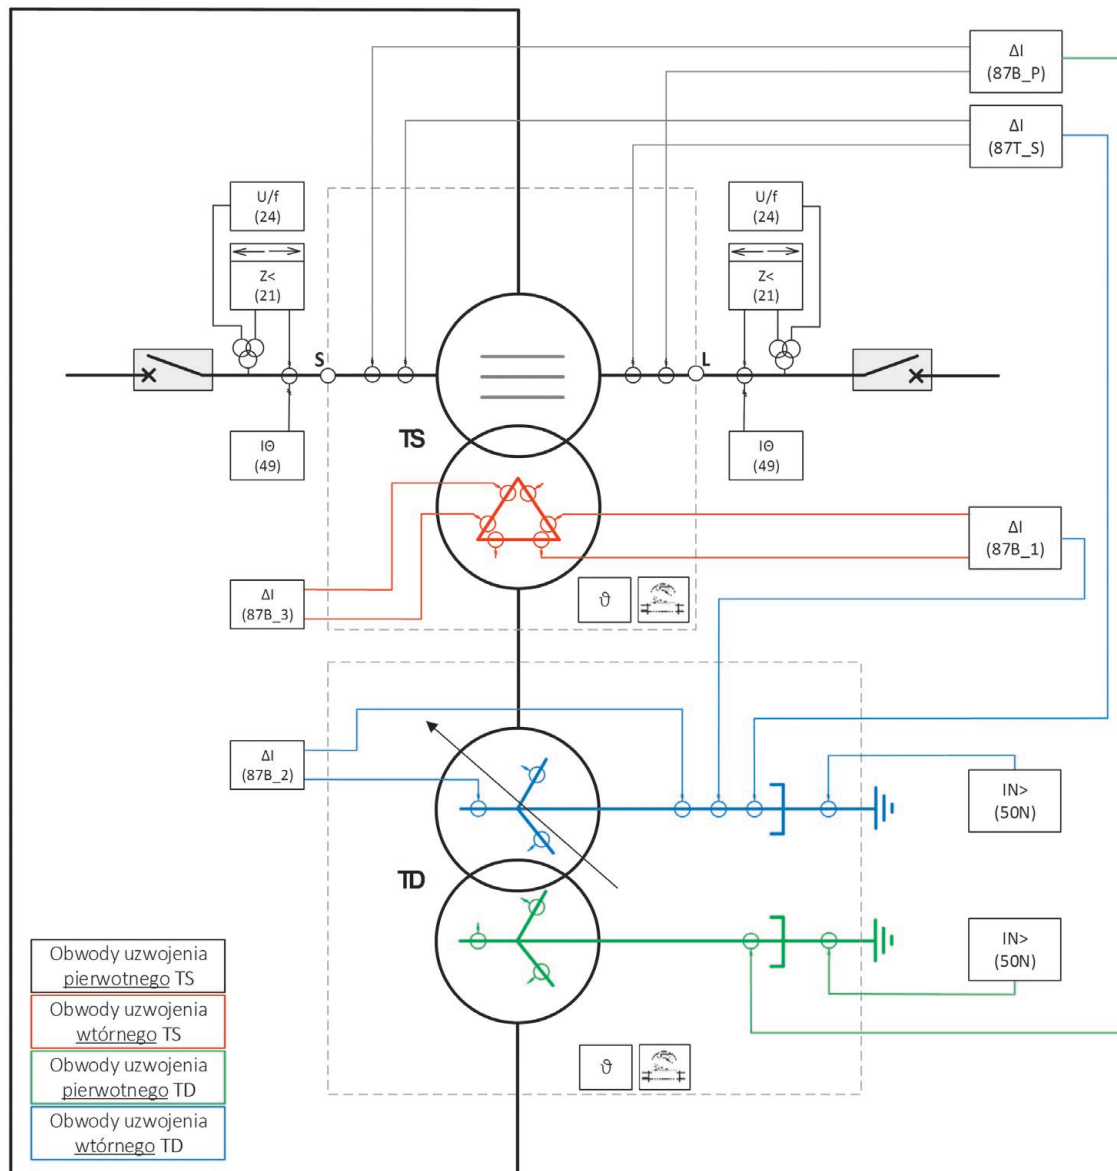 ΔI
(87B_P)
ΔI
(87T_S)
U/f
(24)
Z<
(21)
U/f
(24)
Z<
(21)
S
L
IΘ
(49)
TS
IΘ
(49)
ΔI
(87B_1)
ΔI
(87B_3)
ϑ
ΔI
(87B_2)
IN>
(50N)
TD
IN>
(50N)
Obwody uzwojenia
pierwotnego TS
Obwody uzwojenia
wtórnego TS
Obwody uzwojenia
pierwotnego TD
Obwody uzwojenia
wtórnego TD
ϑ